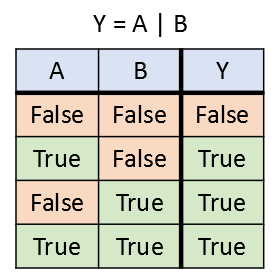 Y = A | B
A B Y
False False False
True False True
False True True
True True True